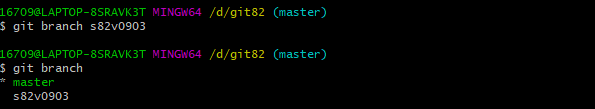 16709@LAPTOP-8SRAVK3T MINGW64 /d/git82 (master)
$ git branch s82v0903
16709@LAPTOP-8SRAVK3T MINGW64 /d/git82 (master)
$ git branch
* master
  s82v0903